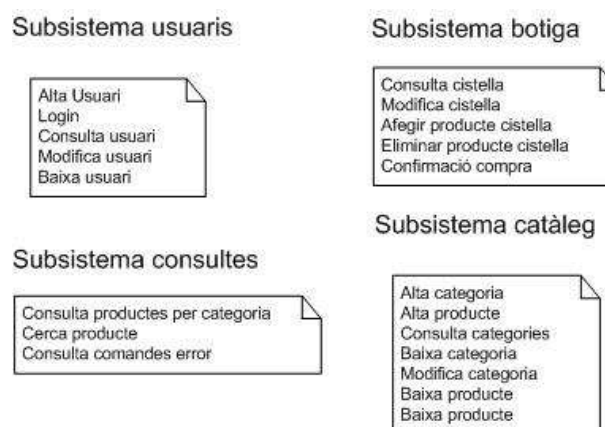 Subsistema usuaris
Alta Usuari
Login
Consulta usuari
Modifica usuari
Baixa usuari
Subsistema botiga
Consulta cistella
Modifica cistella
Afegir producte cistella
Eliminar producte cistella
Confirmació compra
Subsistema consultes
Consulta productes per categoria
Cerca producte
Consulta comandes error
Subsistema catàleg
Alta categoria
Alta producte
Consulta categories
Baixa categoria
Modifica categoria
Baixa producte
Baixa producte